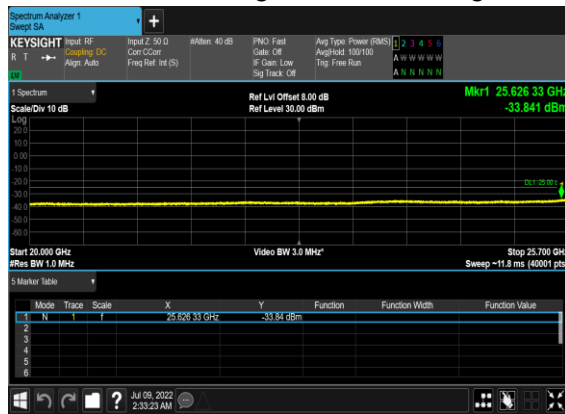 Spectrum Analyzer 1
Swept SA
+
KEYSIGHT Input: RF Input Z: 50 Ω #Atten: 40 dB PNO: Fast Avg Type: Power (RMS) 1 2 3 4 5 6
R T Coupling: DC Corr CCorr Gate: Off Avg|Hold: 100/100 A W W W W W
Align: Auto Freq Ref: Int (S) IF Gain: Low Trig: Free Run
LW Sig Track: Off A N N N N N
1 Spectrum Ref Lvl Offset 8.00 dB Mkr1 25.626 33 GHz
Scale/Div 10 dB Ref Level 30.00 dBm -33.841 dBm
Log
20.0
10.0
0.00
-10.0
-20.0
DL1 -25.00
-30.0
-40.0
-50.0
-60.0
Start 20.000 GHz Video BW 3.0 MHz* Stop 25.700 GHz
#Res BW 1.0 MHz Sweep ~11.8 ms (40001 pts)
5 Marker Table
Mode Trace Scale X Y Function Function Width Function Value
1 N 1 f 25.626 33 GHz -33.84 dBm
2
3
4
5
6
? Jul 09, 2022
2:33:23 AM